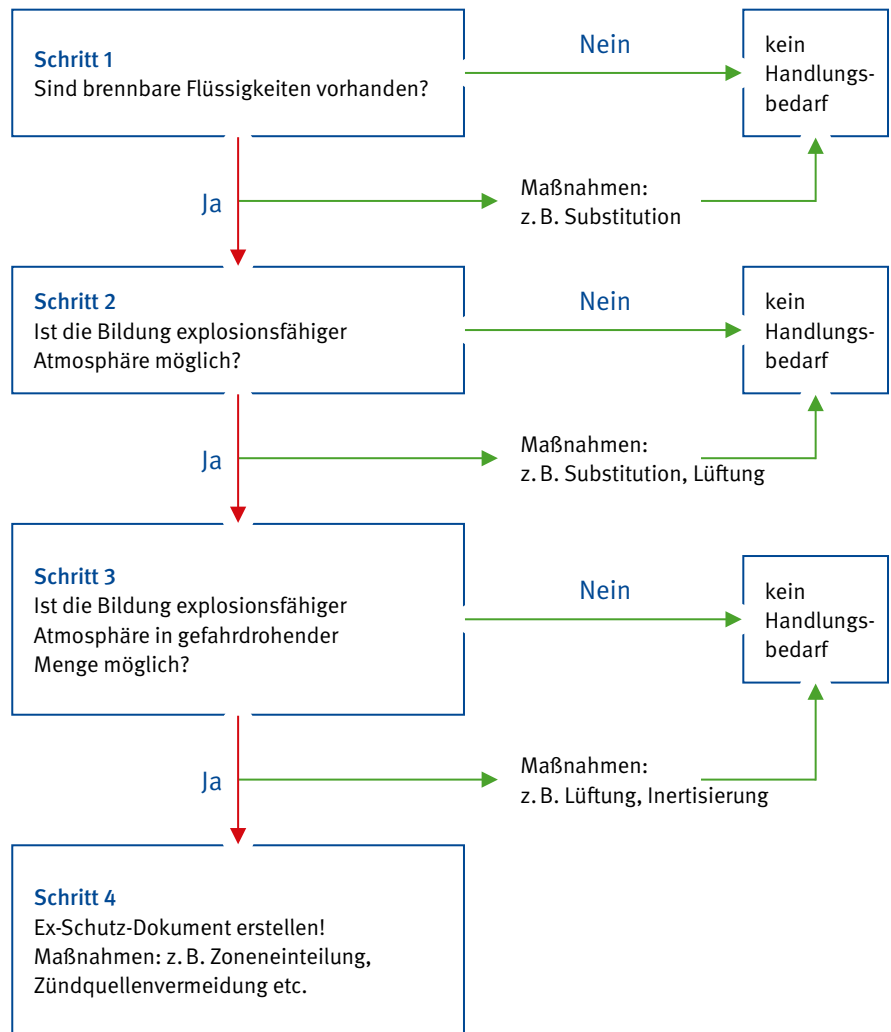 Schritt 1
Sind brennbare Flüssigkeiten vorhanden?
Nein
kein
Handlungs-
bedarf
Ja
Maßnahmen:
z. B. Substitution
Schritt 2
Ist die Bildung explosionsfähiger
Atmosphäre möglich?
Nein
kein
Handlungs-
bedarf
Ja
Maßnahmen:
z. B. Substitution, Lüftung
Schritt 3
Ist die Bildung explosionsfähiger
Atmosphäre in gefahrdrohender
Menge möglich?
Nein
kein
Handlungs-
bedarf
Ja
Maßnahmen:
z. B. Lüftung, Inertisierung
Schritt 4
Ex-Schutz-Dokument erstellen!
Maßnahmen: z. B. Zoneneinteilung,
Zündquellenvermeidung etc.